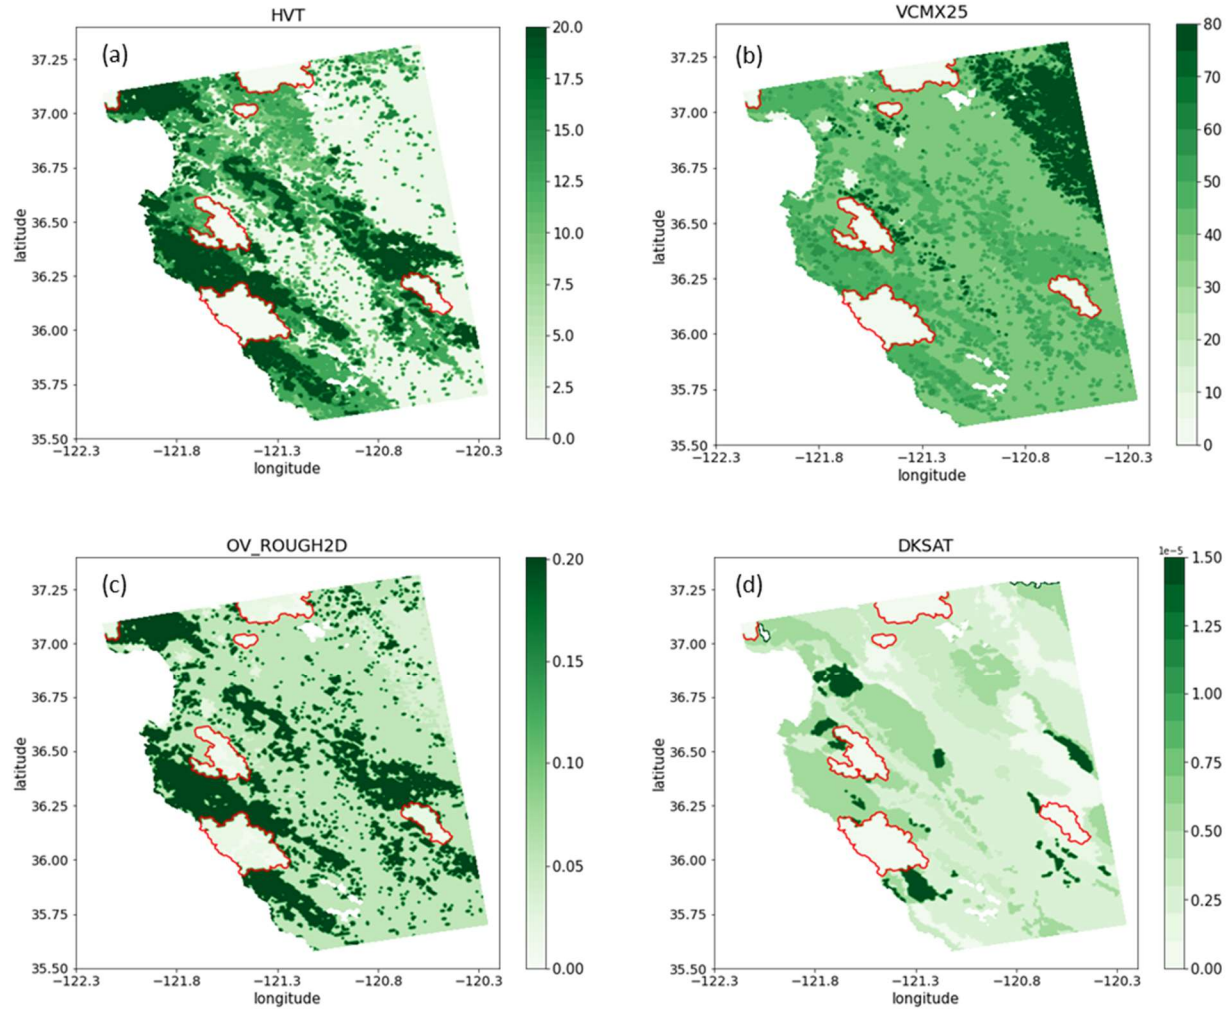 HVT
(a)
37.25
37.00
36.75
36.50
36.25
36.00
35.75
35.50
latitude
−122.3 −121.8 −121.3 −120.8 −120.3
longitude
20.0
17.5
15.0
12.5
10.0
7.5
5.0
2.5
0.0
VCMX25
(b)
37.25
37.00
36.75
36.50
36.25
36.00
35.75
35.50
latitude
−122.3 −121.8 −121.3 −120.8 −120.3
longitude
80
70
60
50
40
30
20
10
0
OV_ROUGH2D
(c)
37.25
37.00
36.75
36.50
36.25
36.00
35.75
35.50
latitude
−122.3 −121.8 −121.3 −120.8 −120.3
longitude
0.20
0.15
0.10
0.05
0.00
DKSAT
(d)
37.25
37.00
36.75
36.50
36.25
36.00
35.75
35.50
latitude
−122.3 −121.8 −121.3 −120.8 −120.3
longitude
1e−5
1.50
1.25
1.00
0.75
0.50
0.25
0.00